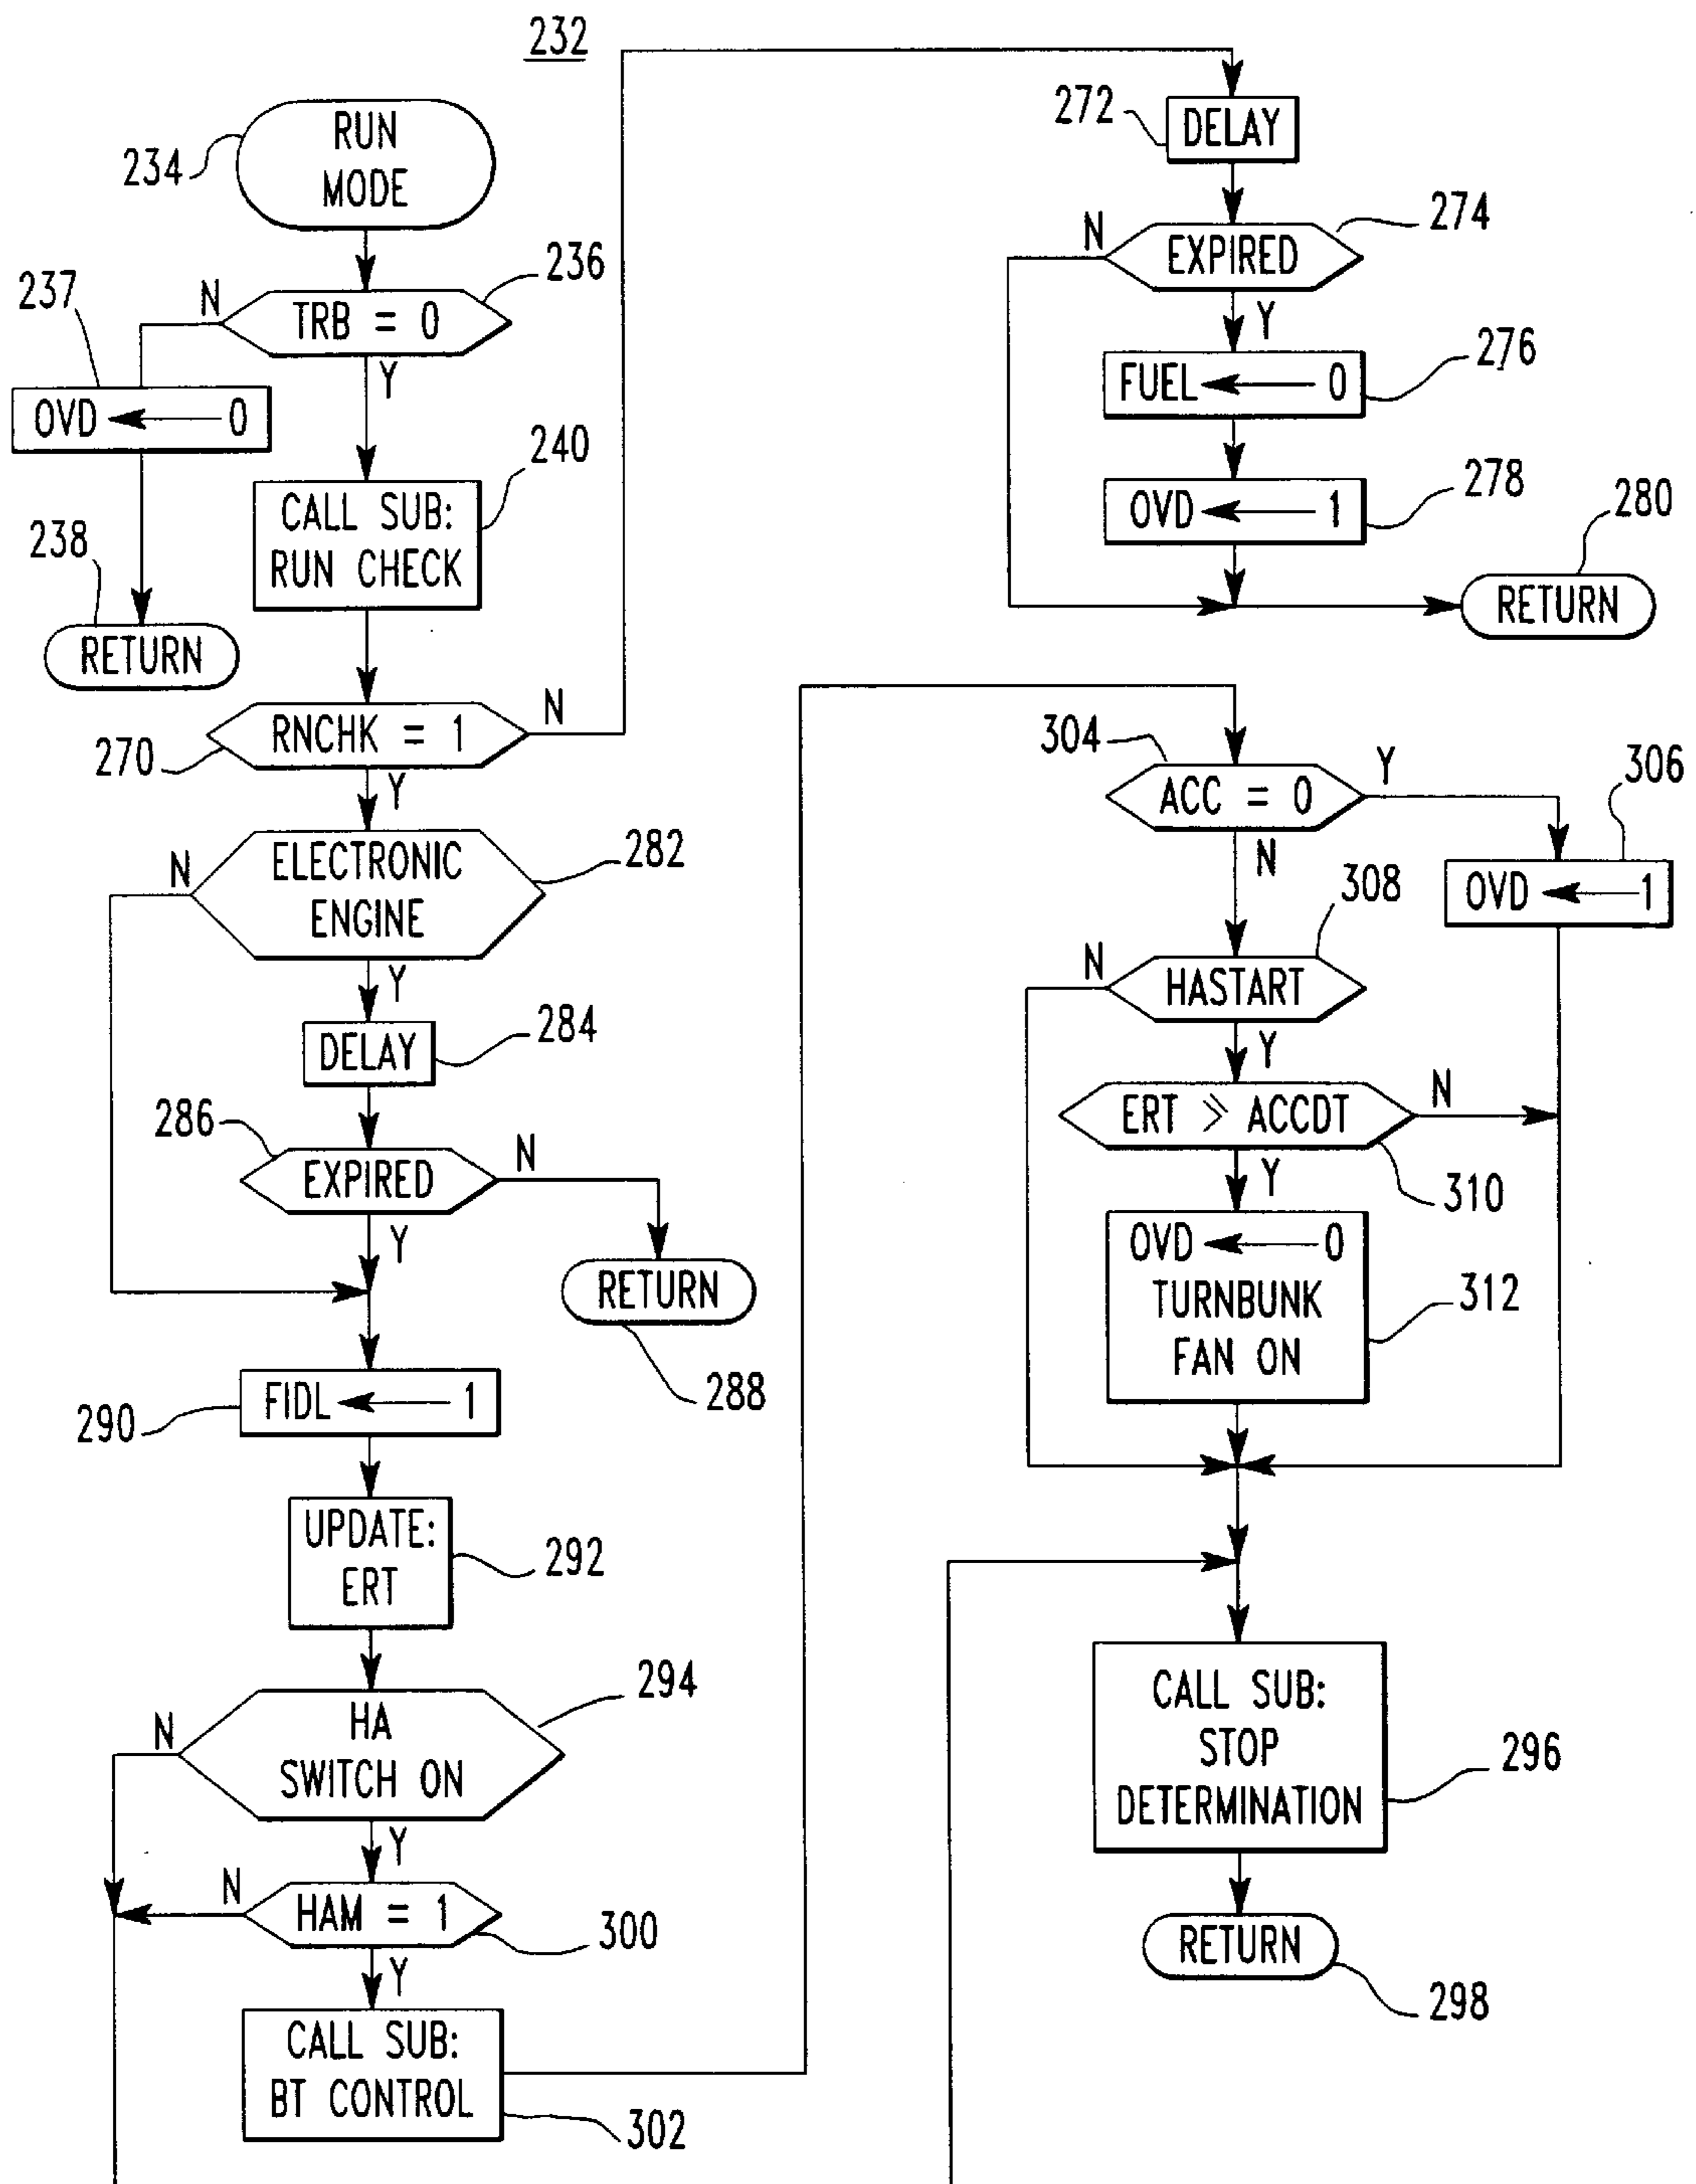 232
RUN
MODE
234
236
TRB = 0
N
Y
237
OVD ← 0
238
RETURN
240
CALL SUB:
RUN CHECK
RNCHK = 1
N
270
Y
ELECTRONIC
ENGINE
N
282
Y
DELAY
284
286
EXPIRED
N
Y
RETURN
288
FIDL ← 1
290
UPDATE:
ERT
292
HA
SWITCH ON
294
N
Y
HAM = 1
N
300
Y
CALL SUB:
BT CONTROL
302
272
DELAY
N
EXPIRED
274
Y
FUEL ← 0
276
OVD ← 1
278
280
RETURN
304
ACC = 0
Y
306
N
OVD ← 1
308
N
HASTART
Y
ERT ⩾ ACCDT
N
310
Y
OVD ← 0
TURNBUNK
FAN ON
312
CALL SUB:
STOP
DETERMINATION
296
RETURN
298